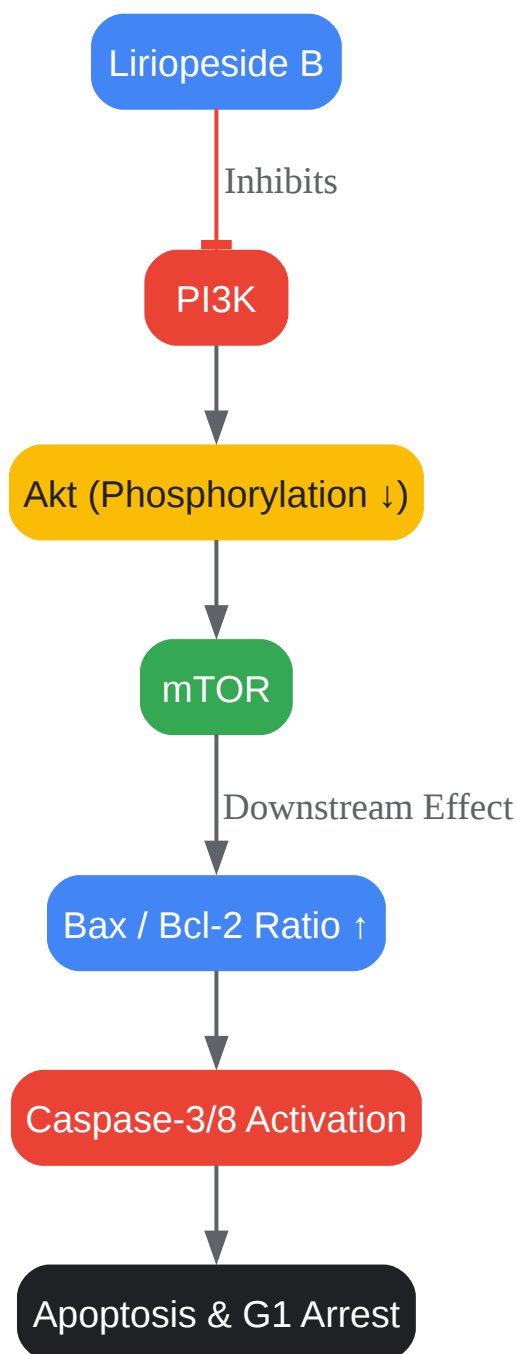 Liriopeside B
Inhibits
PI3K
Akt (Phosphorylation ↓)
mTOR
Downstream Effect
Bax / Bcl-2 Ratio ↑
Caspase-3/8 Activation
Apoptosis & G1 Arrest